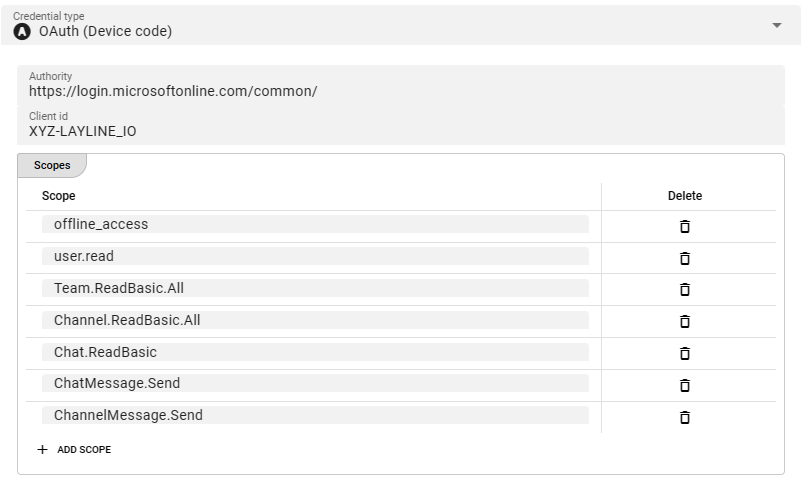 Credential type
A OAuth (Device code)
Authority
https://login.microsoftonline.com/common/
Client id
XYZ-LAYLINE_IO
Scopes
Scope Delete
offline_access
user.read
Team.ReadBasic.All
Channel.ReadBasic.All
Chat.ReadBasic
ChatMessage.Send
ChannelMessage.Send
+ ADD SCOPE